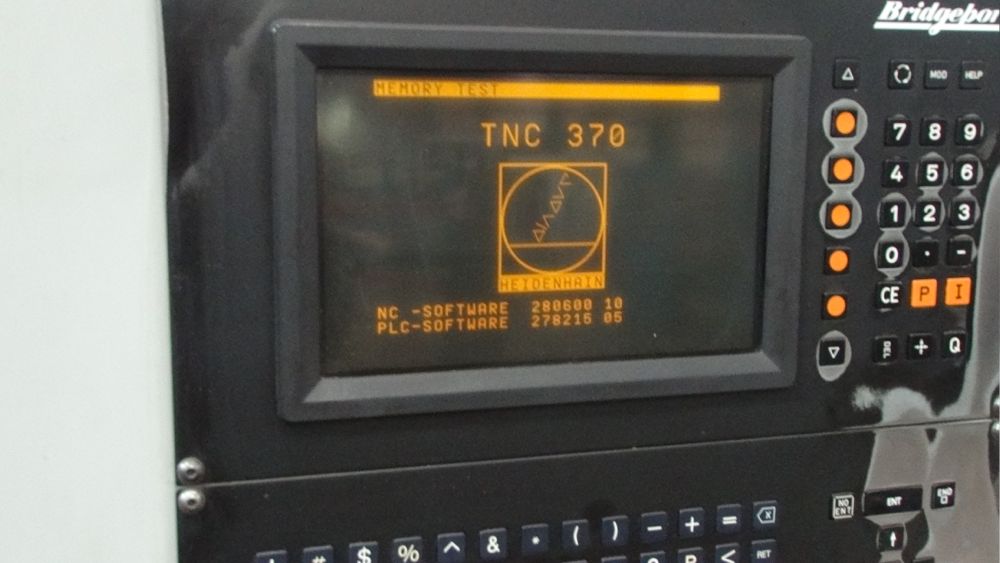 Bridgepor
MEMORY TEST
TNC 370
HEIDENHAIN
NC -SOFTWARE 280600 10
PLC-SOFTWARE 278215 05
MOD HELP
7 8 9
4 5 6
1 2 3
0 . -
CE P I
DEL + Q
NO ENT
ENT
END
# $ % ^ & * ( ) - + =
P < RET